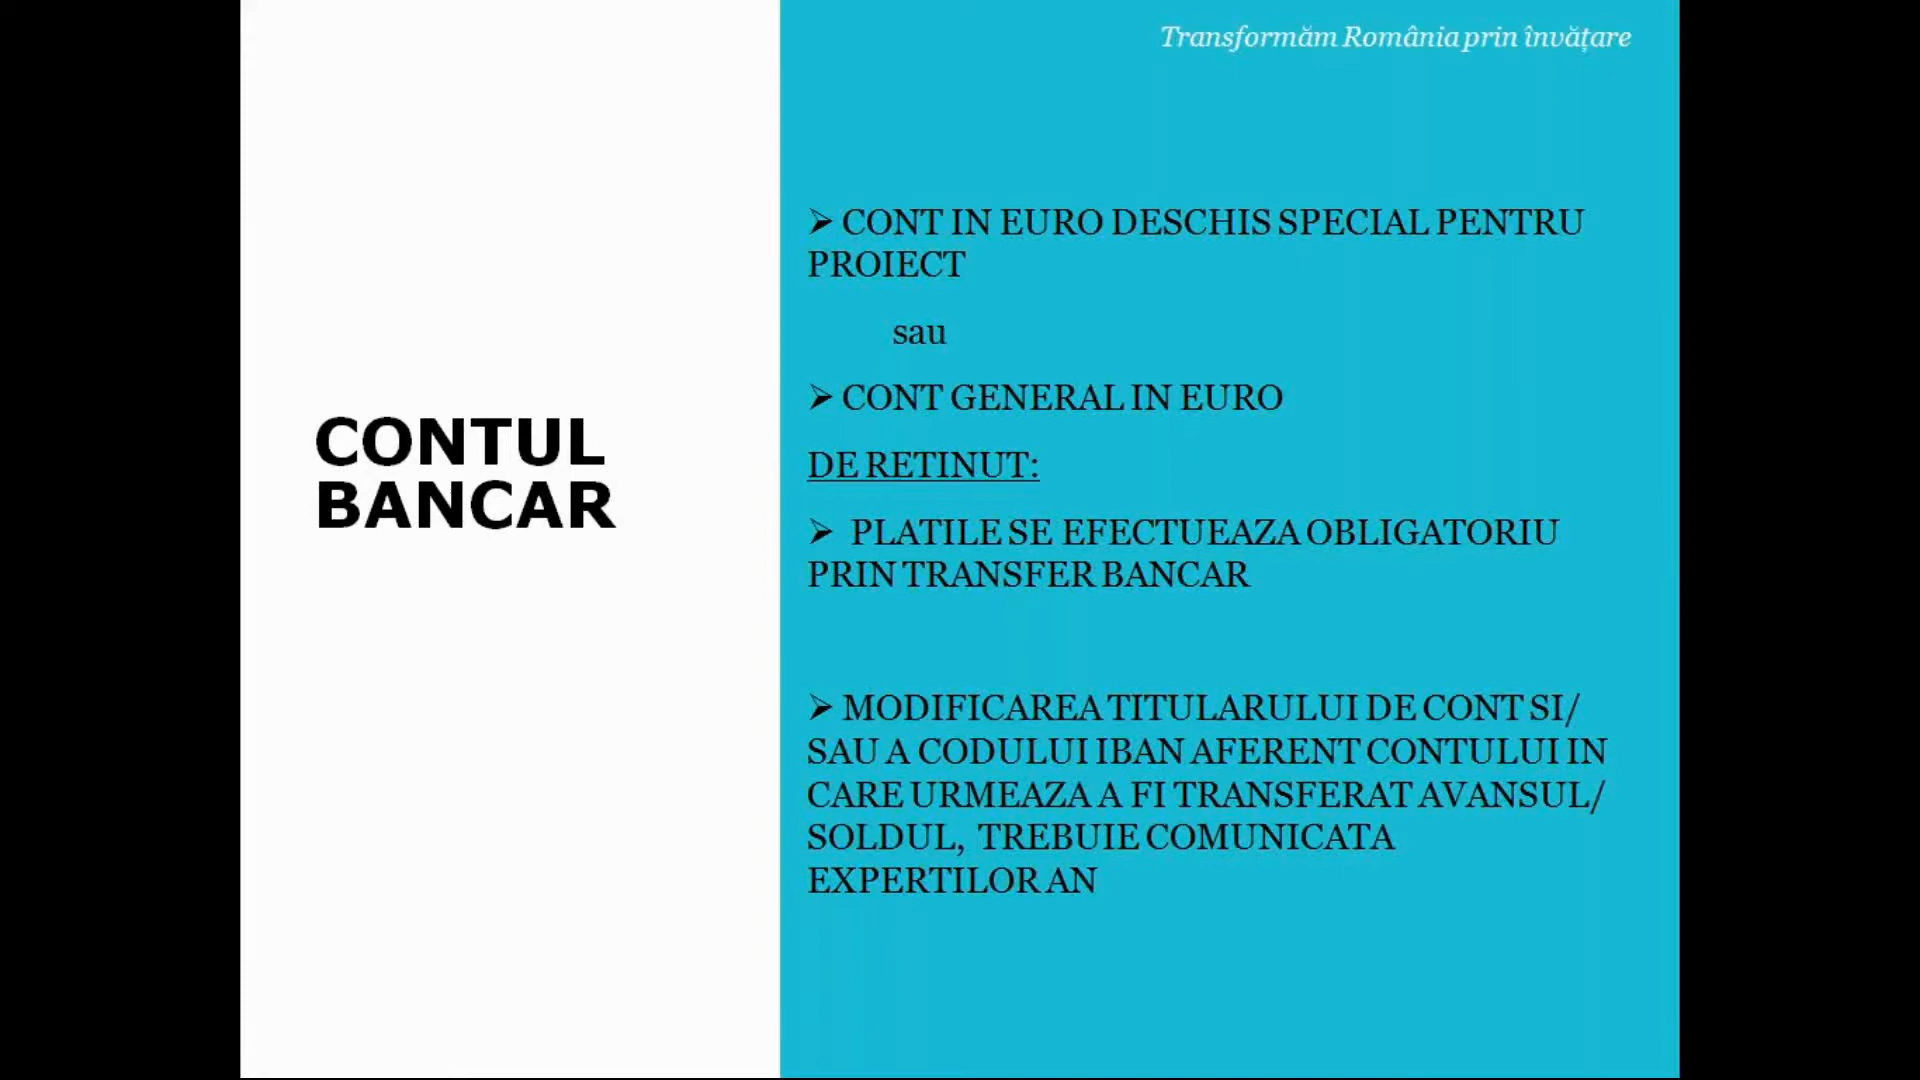 Transformăm România prin învățare
CONTUL
BANCAR
➢ CONT IN EURO DESCHIS SPECIAL PENTRU
PROIECT
sau
➢ CONT GENERAL IN EURO
DE RETINUT:
➢ PLATILE SE EFECTUEAZA OBLIGATORIU
PRIN TRANSFER BANCAR
➢ MODIFICAREA TITULARULUI DE CONT SI/
SAU A CODULUI IBAN AFERENT CONTULUI IN
CARE URMEAZA A FI TRANSFERAT AVANSUL/
SOLDUL, TREBUIE COMUNICATA
EXPERTILOR AN